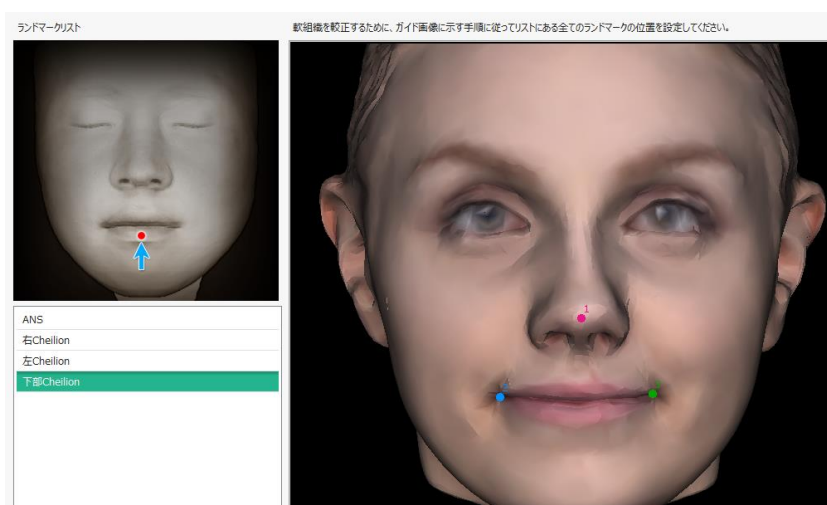 ランドマークリスト
軟組織を較正するために、ガイド画像に示す手順に従ってリストにある全てのランドマークの位置を設定してください。
1
ANS
右Cheilion
左Cheilion
下部Cheilion